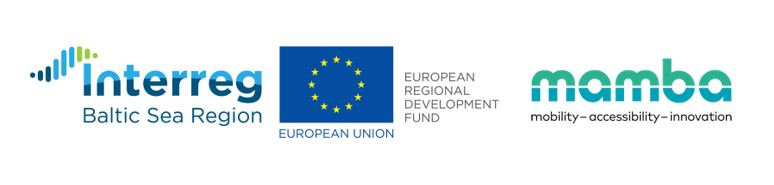 Interreg
Baltic Sea Region
EUROPEAN UNION
EUROPEAN
REGIONAL
DEVELOPMENT
FUND
mamba
mobility – accessibility – innovation